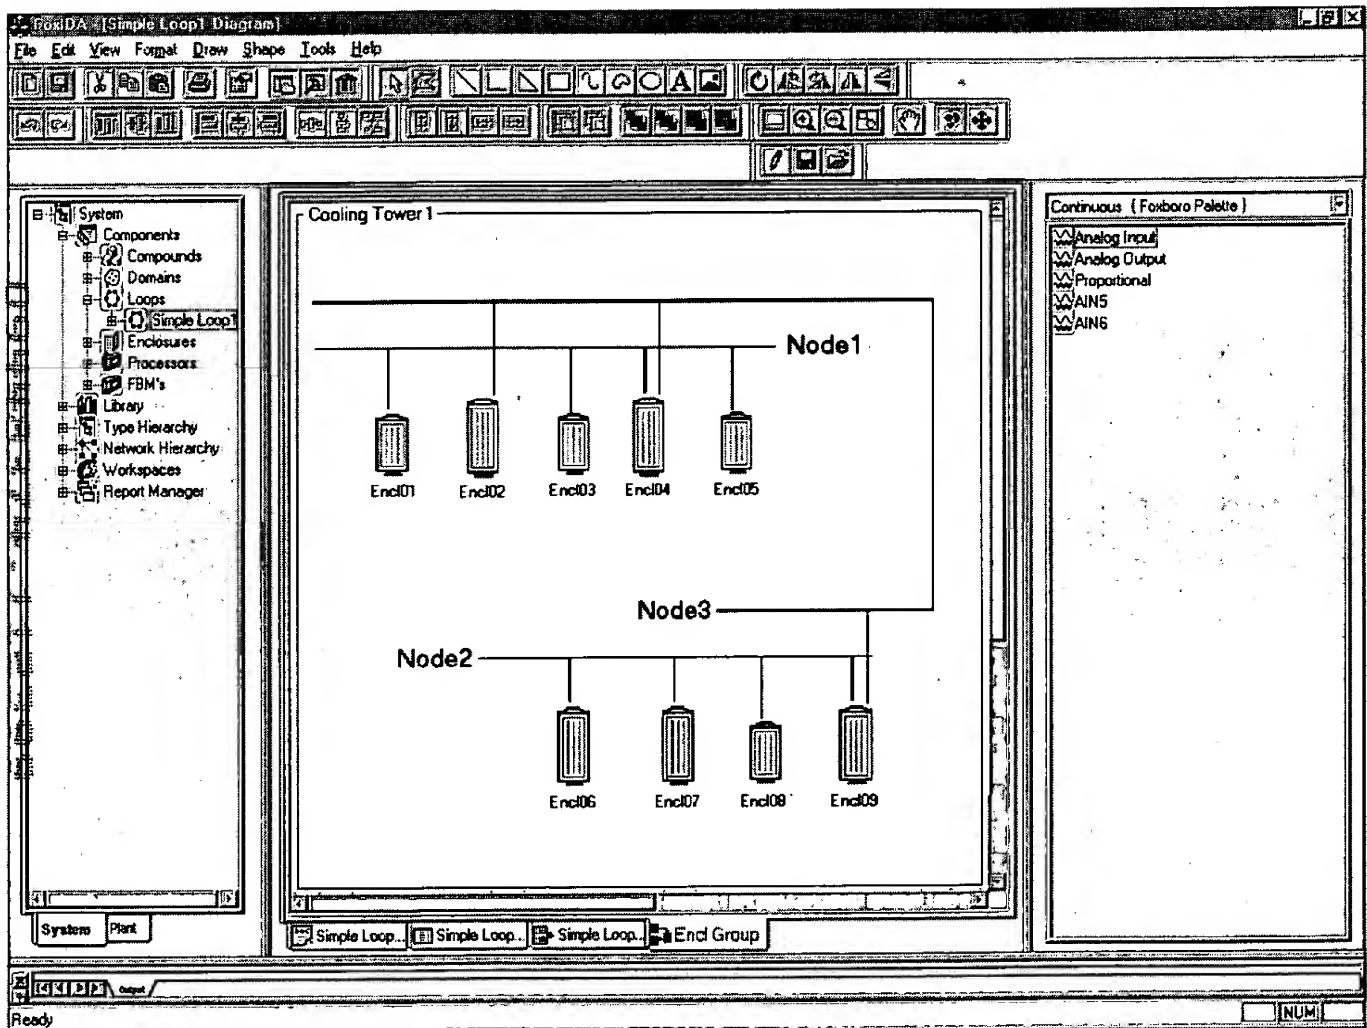 FoxIDA - [Simple Loop1 Diagram]
File Edit View Format Draw Shape Tools Help
A
System
Components
Compounds
Domains
Loops
Simple Loop1
Enclosures
Processors
FBM's
Library
Type Hierarchy
Network Hierarchy
Workspaces
Report Manager
System Plant
Cooling Tower 1
Node1
Encl01 Encl02 Encl03 Encl04 Encl05
Node3
Node2
Encl06 Encl07 Encl08 Encl09
Simple Loop... Simple Loop... Simple Loop... Encl Group
Continuous ( Foxboro Palette )
Analog Input
Analog Output
Proportional
AIN5
AIN6
Output
Ready NUM